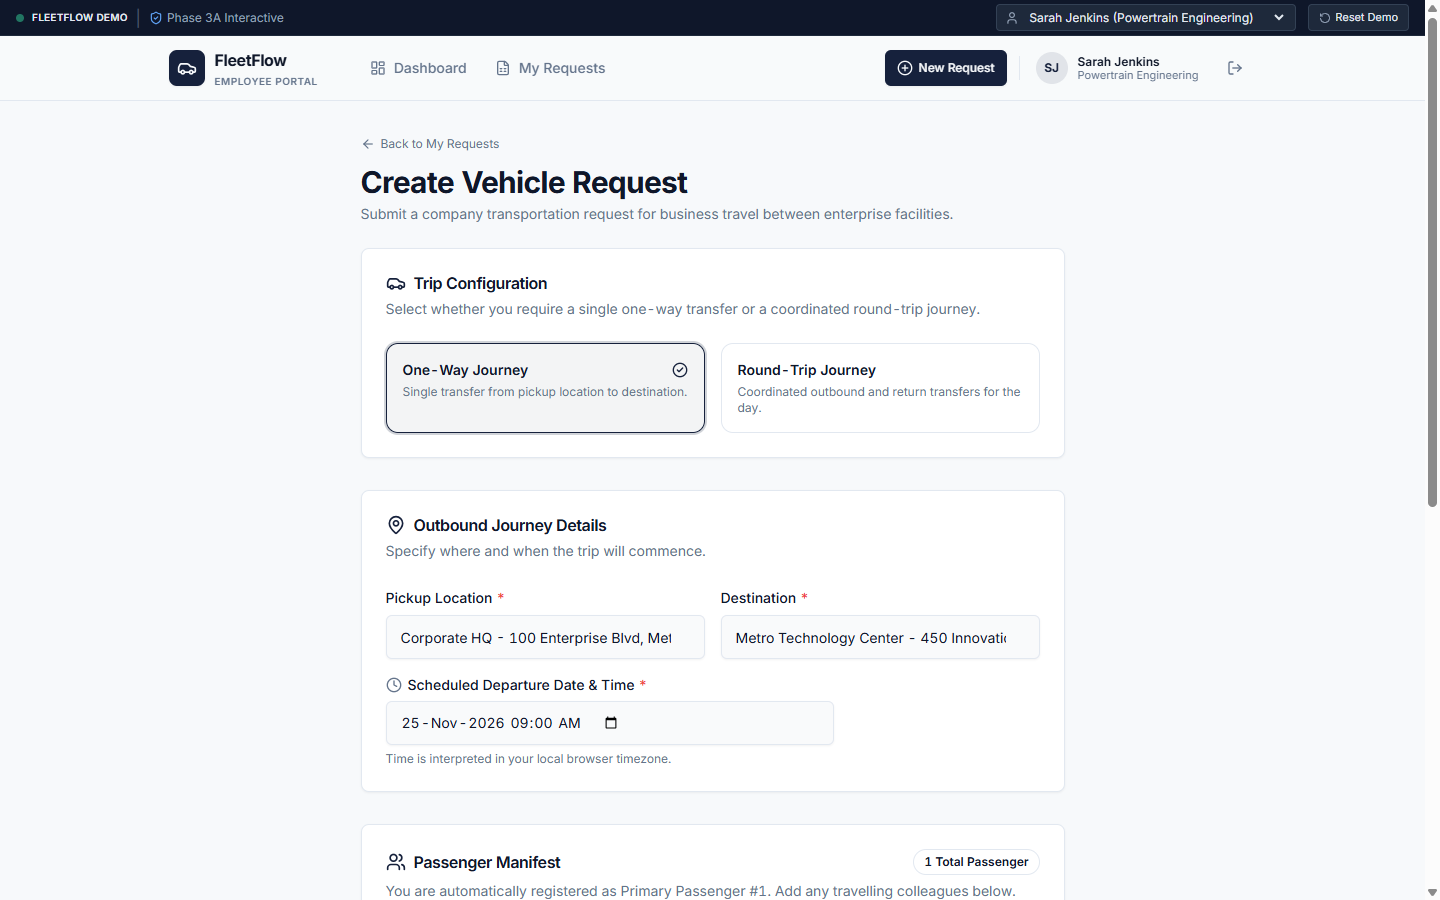 FLEETFLOW DEMO
Phase 3A Interactive
Sarah Jenkins (Powertrain Engineering)
Reset Demo
FleetFlow
EMPLOYEE PORTAL
Dashboard
My Requests
New Request
SJ
Sarah Jenkins
Powertrain Engineering
Back to My Requests
Create Vehicle Request
Submit a company transportation request for business travel between enterprise facilities.
Trip Configuration
Select whether you require a single one-way transfer or a coordinated round-trip journey.
One-Way Journey
Single transfer from pickup location to destination.
Round-Trip Journey
Coordinated outbound and return transfers for the
day.
Outbound Journey Details
Specify where and when the trip will commence.
Pickup Location *
Destination *
Corporate HQ - 100 Enterprise Blvd, Met
Metro Technology Center - 450 Innovatic
Scheduled Departure Date & Time *
25-Nov-2026 09:00 AM
Time is interpreted in your local browser timezone.
Passenger Manifest
1 Total Passenger
You are automatically registered as Primary Passenger #1. Add any travelling colleagues below.